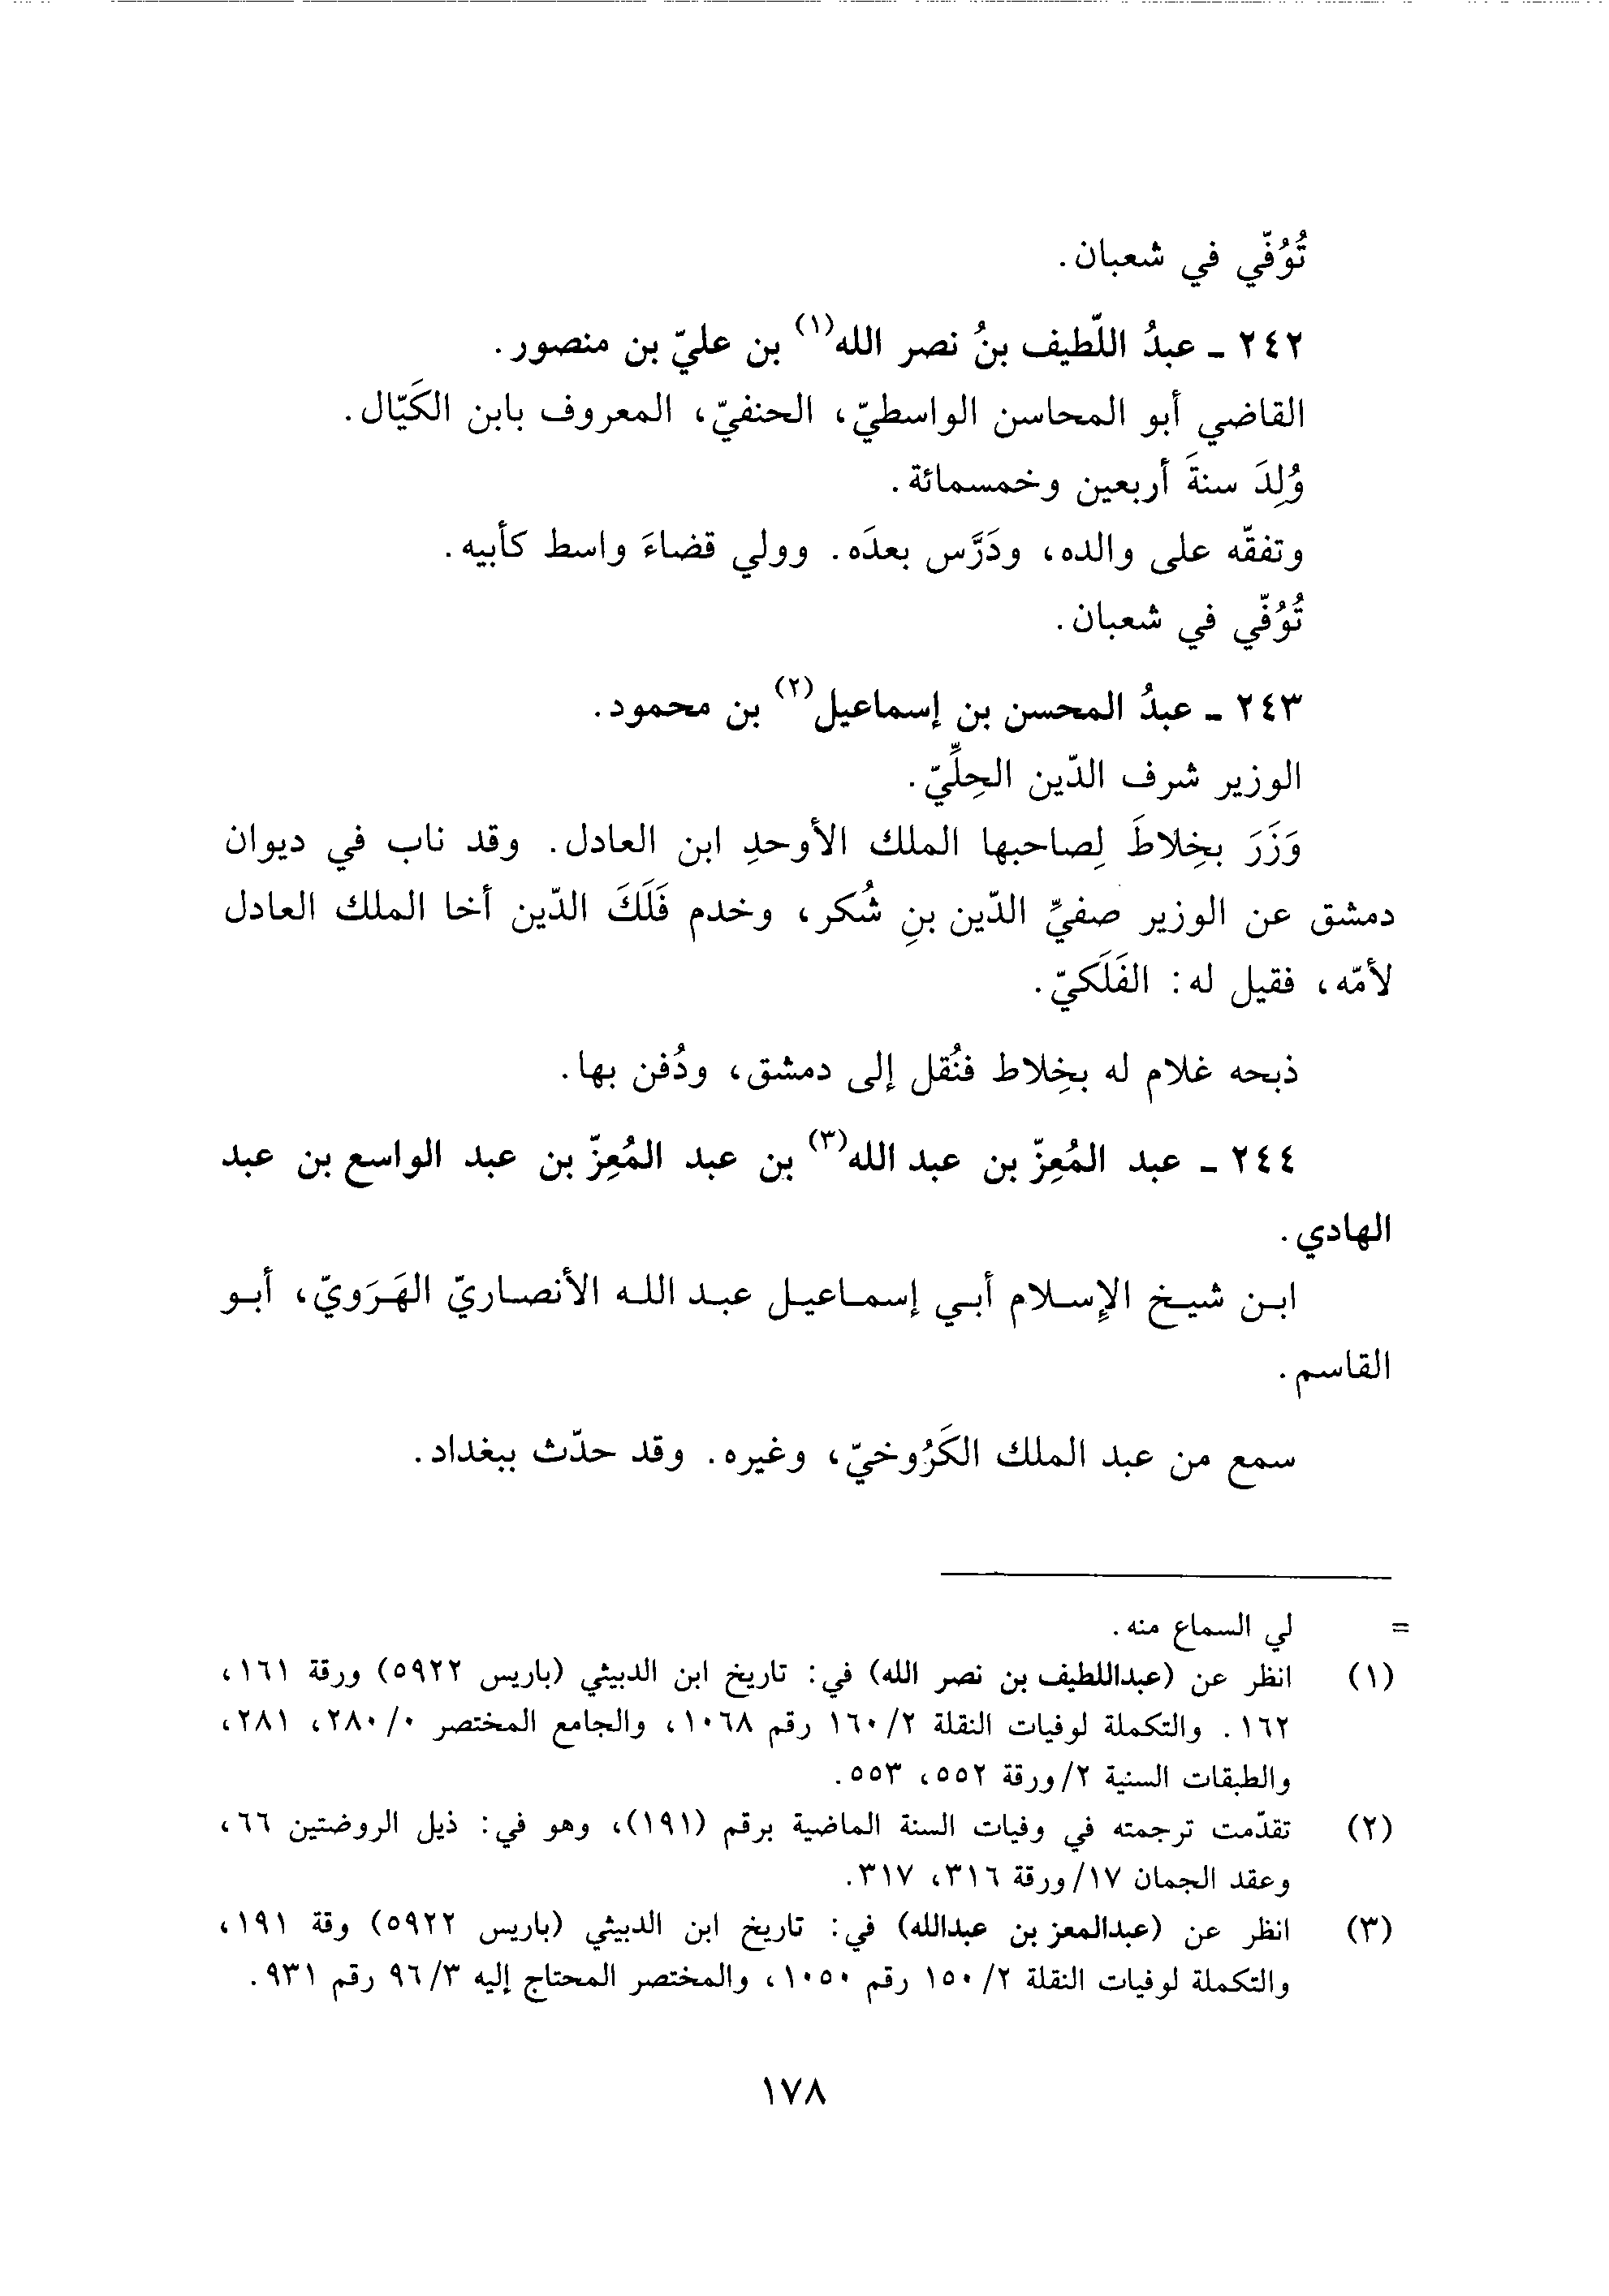 تُوُفّي في شعبان.
٢٤٢ ـ عبدُ اللّطيف بنُ نصر الله(١) بن عليّ بن منصور.
القاضي أبو المحاسن الواسطيّ، الحنفيّ، المعروف بابن الكَيّال.
وُلِدَ سنةَ أربعين وخمسمائة.
وتفقّه على والده، ودَرَّس بعدَه. وولي قضاءَ واسط كأبيه.
تُوُفّي في شعبان.
٢٤٣ ـ عبدُ المحسن بن إسماعيل(٢) بن محمود.
الوزير شرف الدّين الحِلِّيّ.
وَزَرَ بخِلاطَ لِصاحبها الملك الأوحدِ ابن العادل. وقد ناب في ديوان
دمشق عن الوزير صفيِّ الدّين بنِ شُكر، وخدم فَلَكَ الدّين أخا الملك العادل
لأمّه، فقيل له: الفَلَكيّ.
ذبحه غلام له بخِلاط فنُقل إلى دمشق، ودُفن بها.
٢٤٤ ـ عبد المُعِزّ بن عبد الله(٣) بن عبد المُعِزّ بن عبد الواسع بن عبد
الهادي.
ابن شيخ الإسلام أبي إسماعيل عبد الله الأنصاريّ الهَرَويّ، أبو
القاسم.
سمع من عبد الملك الكَرُوخيّ، وغيره. وقد حدّث ببغداد.
= لي السماع منه.
(١) انظر عن (عبداللطيف بن نصر الله) في: تاريخ ابن الدبيثي (باريس ٥٩٢٢) ورقة ١٦١،
١٦٢. والتكملة لوفيات النقلة ٢/ ١٦٠ رقم ١٠٦٨، والجامع المختصر ٠/ ٢٨٠، ٢٨١،
والطبقات السنية ٢/ ورقة ٥٥٢، ٥٥٣.
(٢) تقدّمت ترجمته في وفيات السنة الماضية برقم (١٩١)، وهو في: ذيل الروضتين ٦٦،
وعقد الجمان ١٧/ ورقة ٣١٦، ٣١٧.
(٣) انظر عن (عبدالمعز بن عبدالله) في: تاريخ ابن الدبيثي (باريس ٥٩٢٢) وقة ١٩١،
والتكملة لوفيات النقلة ٢/ ١٥٠ رقم ١٠٥٠، والمختصر المحتاج إليه ٣/ ٩٦ رقم ٩٣١.
١٧٨